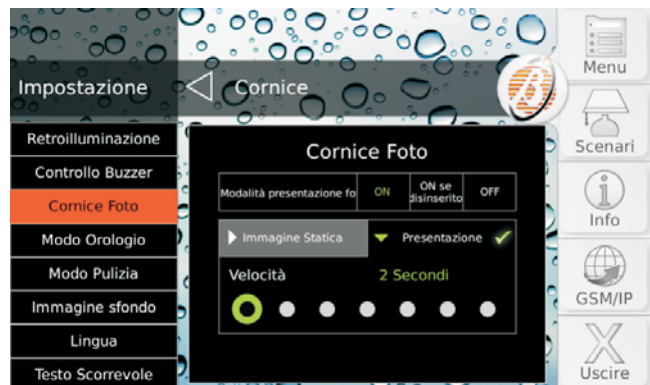 Impostazione
Cornice
Menu
Retroilluminazione
Controllo Buzzer
Cornice Foto
Modo Orologio
Modo Pulizia
Immagine sfondo
Lingua
Testo Scorrevole
Cornice Foto
Modalità presentazione fo
ON
ON se
disinserito
OFF
Immagine Statica
Presentazione
Velocità
2 Secondi
Scenari
Info
GSM/IP
Uscire